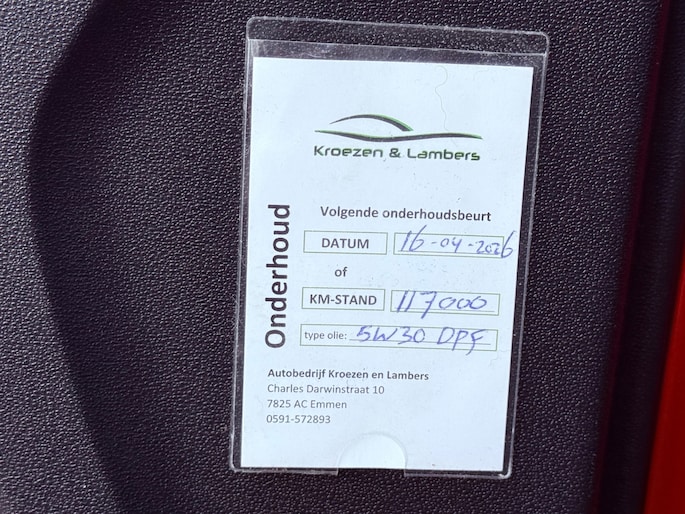 Kroezen & Lambers
Onderhoud
Volgende onderhoudsbeurt
DATUM 16-04-2026
of
KM-STAND 117000
type olie: 5W30 DPF
Autobedrijf Kroezen en Lambers
Charles Darwinstraat 10
7825 AC Emmen
0591-572893